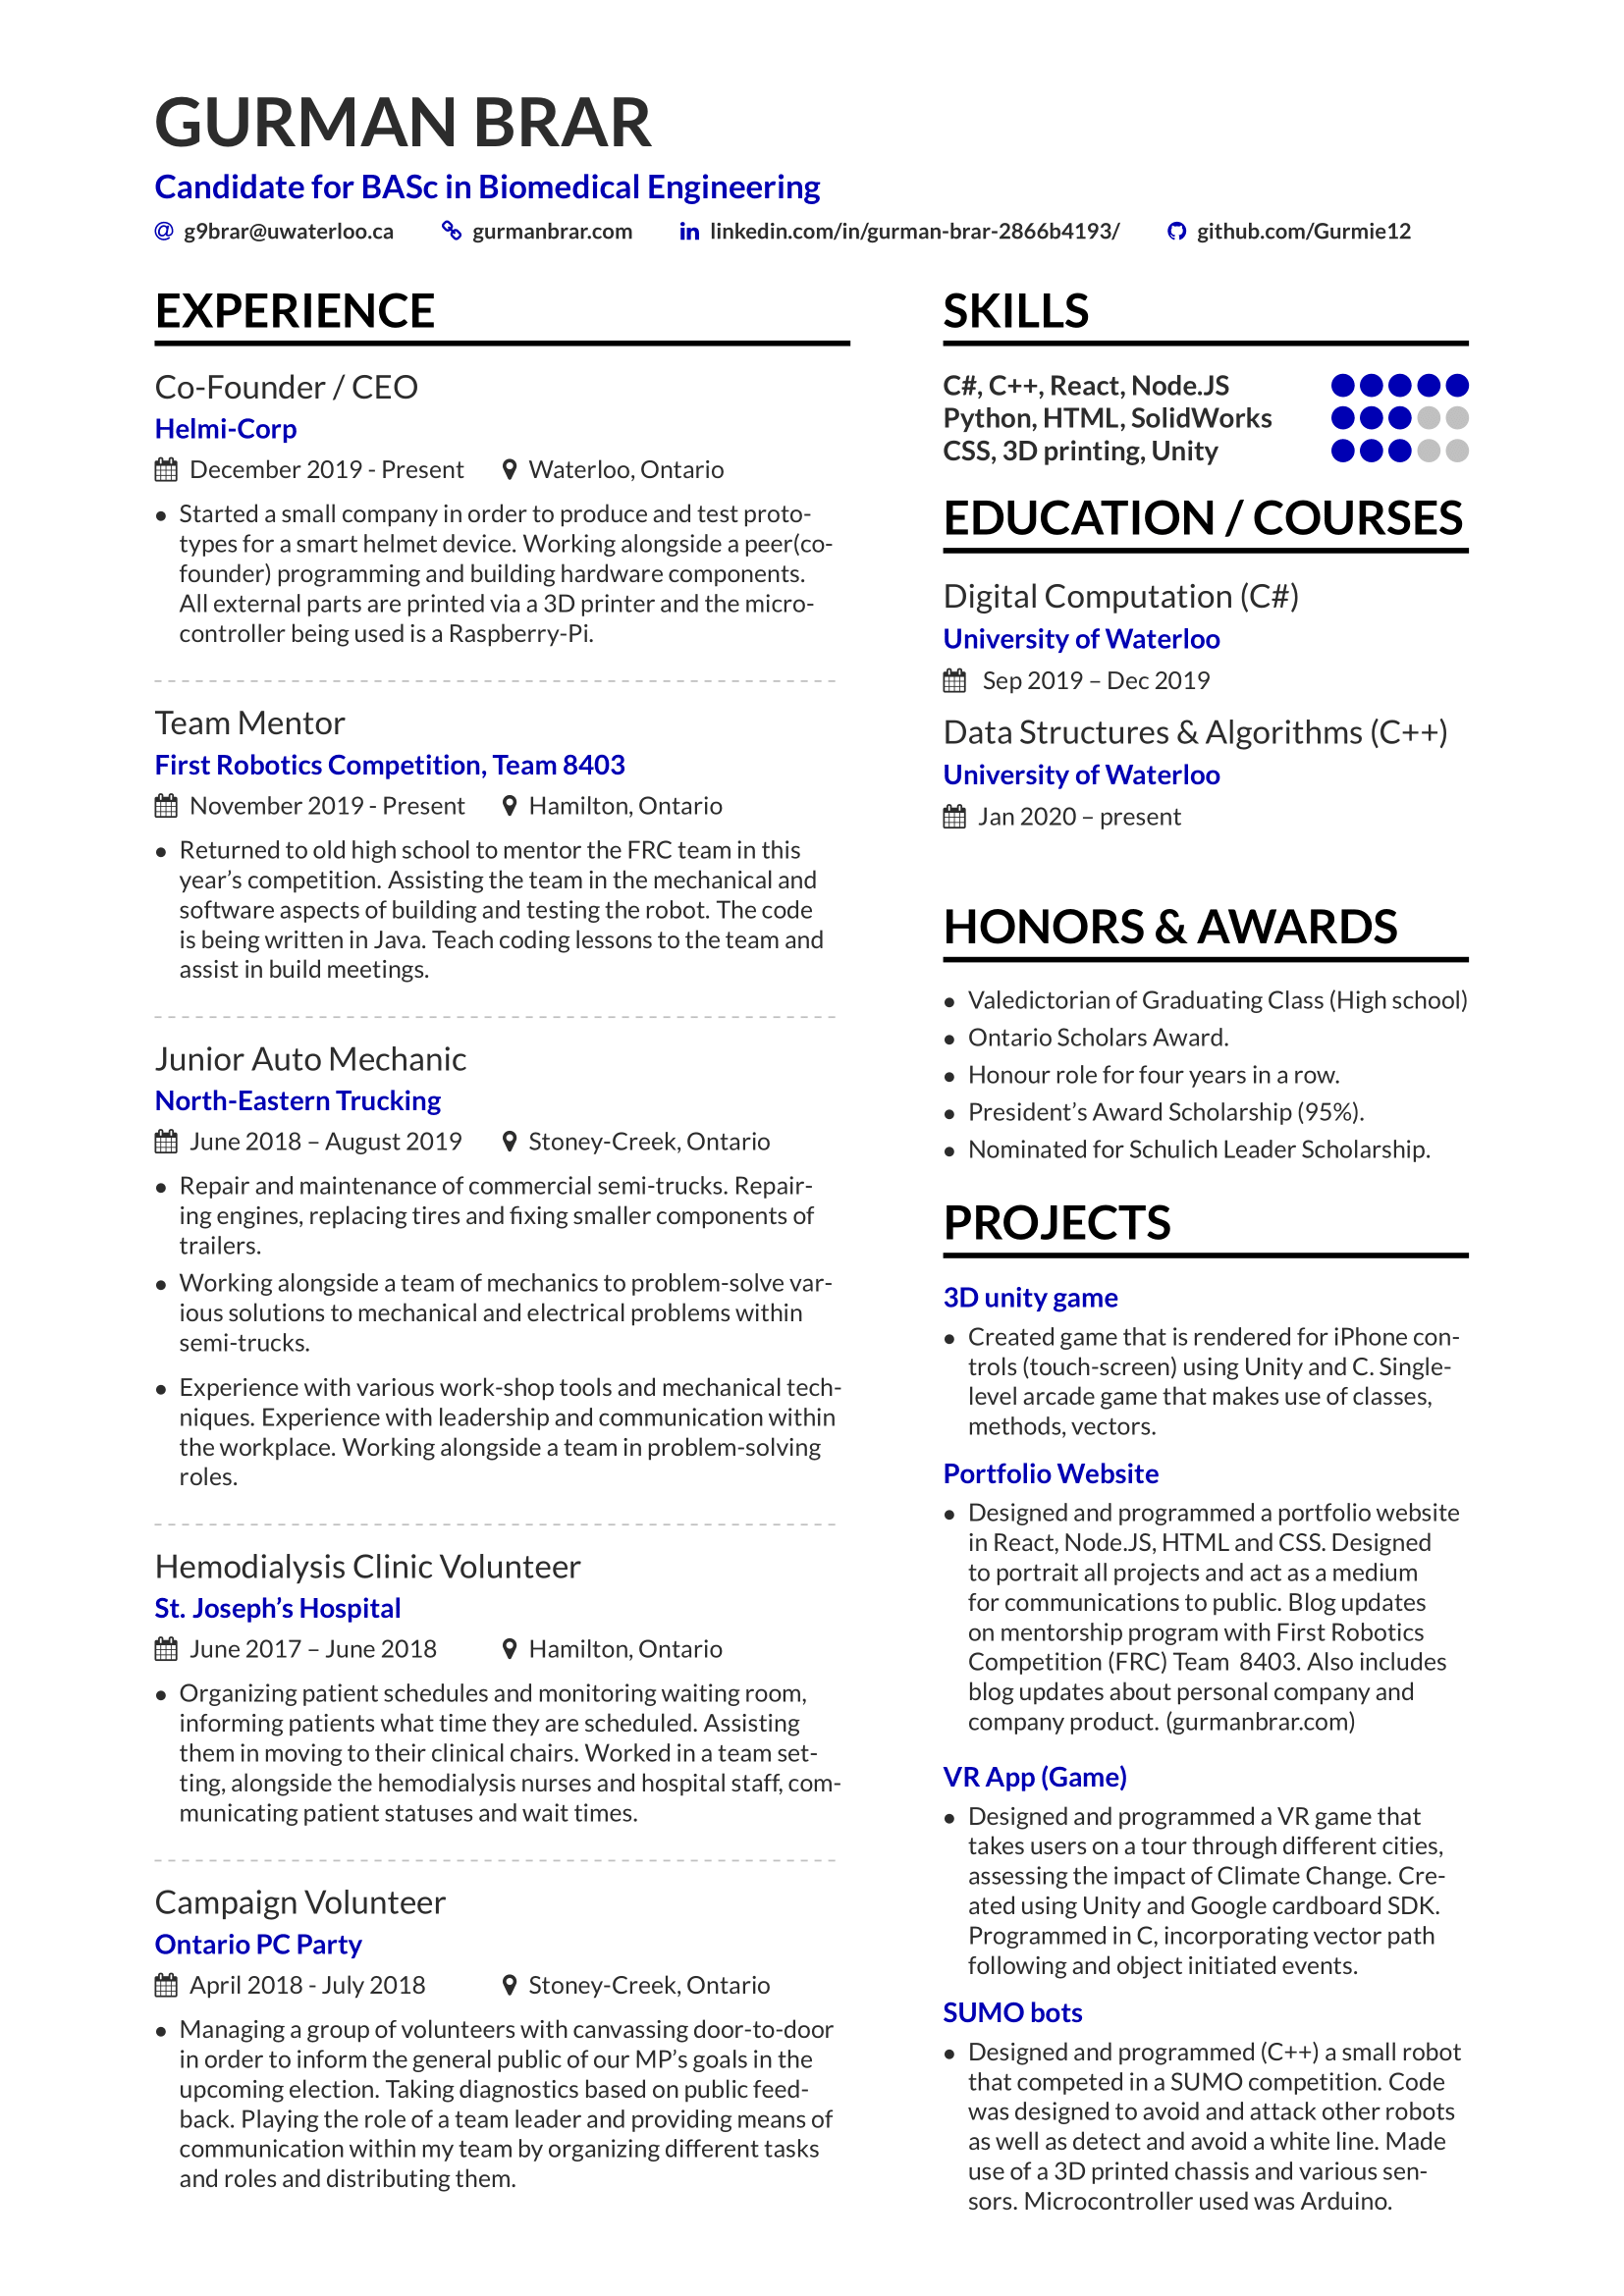 GURMAN BRAR
Candidate for BASc in Biomedical Engineering
g9brar@uwaterloo.ca gurmanbrar.com linkedin.com/in/gurman-brar-2866b4193/ github.com/Gurmie12
EXPERIENCE
Co-Founder / CEO
Helmi-Corp
December 2019 - Present Waterloo, Ontario
• Started a small company in order to produce and test proto-
types for a smart helmet device. Working alongside a peer(co-
founder) programming and building hardware components.
All external parts are printed via a 3D printer and the micro-
controller being used is a Raspberry-Pi.
Team Mentor
First Robotics Competition, Team 8403
November 2019 - Present Hamilton, Ontario
• Returned to old high school to mentor the FRC team in this
year's competition. Assisting the team in the mechanical and
software aspects of building and testing the robot. The code
is being written in Java. Teach coding lessons to the team and
assist in build meetings.
Junior Auto Mechanic
North-Eastern Trucking
June 2018 – August 2019 Stoney-Creek, Ontario
• Repair and maintenance of commercial semi-trucks. Repair-
ing engines, replacing tires and fixing smaller components of
trailers.
• Working alongside a team of mechanics to problem-solve var-
ious solutions to mechanical and electrical problems within
semi-trucks.
• Experience with various work-shop tools and mechanical tech-
niques. Experience with leadership and communication within
the workplace. Working alongside a team in problem-solving
roles.
Hemodialysis Clinic Volunteer
St. Joseph's Hospital
June 2017 – June 2018 Hamilton, Ontario
• Organizing patient schedules and monitoring waiting room,
informing patients what time they are scheduled. Assisting
them in moving to their clinical chairs. Worked in a team set-
ting, alongside the hemodialysis nurses and hospital staff, com-
municating patient statuses and wait times.
Campaign Volunteer
Ontario PC Party
April 2018 - July 2018 Stoney-Creek, Ontario
• Managing a group of volunteers with canvassing door-to-door
in order to inform the general public of our MP's goals in the
upcoming election. Taking diagnostics based on public feed-
back. Playing the role of a team leader and providing means of
communication within my team by organizing different tasks
and roles and distributing them.
SKILLS
C#, C++, React, Node.JS
Python, HTML, SolidWorks
CSS, 3D printing, Unity
EDUCATION / COURSES
Digital Computation (C#)
University of Waterloo
Sep 2019 – Dec 2019
Data Structures & Algorithms (C++)
University of Waterloo
Jan 2020 – present
HONORS & AWARDS
• Valedictorian of Graduating Class (High school)
• Ontario Scholars Award.
• Honour role for four years in a row.
• President's Award Scholarship (95%).
• Nominated for Schulich Leader Scholarship.
PROJECTS
3D unity game
• Created game that is rendered for iPhone con-
trols (touch-screen) using Unity and C. Single-
level arcade game that makes use of classes,
methods, vectors.
Portfolio Website
• Designed and programmed a portfolio website
in React, Node.JS, HTML and CSS. Designed
to portrait all projects and act as a medium
for communications to public. Blog updates
on mentorship program with First Robotics
Competition (FRC) Team 8403. Also includes
blog updates about personal company and
company product. (gurmanbrar.com)
VR App (Game)
• Designed and programmed a VR game that
takes users on a tour through different cities,
assessing the impact of Climate Change. Cre-
ated using Unity and Google cardboard SDK.
Programmed in C, incorporating vector path
following and object initiated events.
SUMO bots
• Designed and programmed (C++) a small robot
that competed in a SUMO competition. Code
was designed to avoid and attack other robots
as well as detect and avoid a white line. Made
use of a 3D printed chassis and various sen-
sors. Microcontroller used was Arduino.